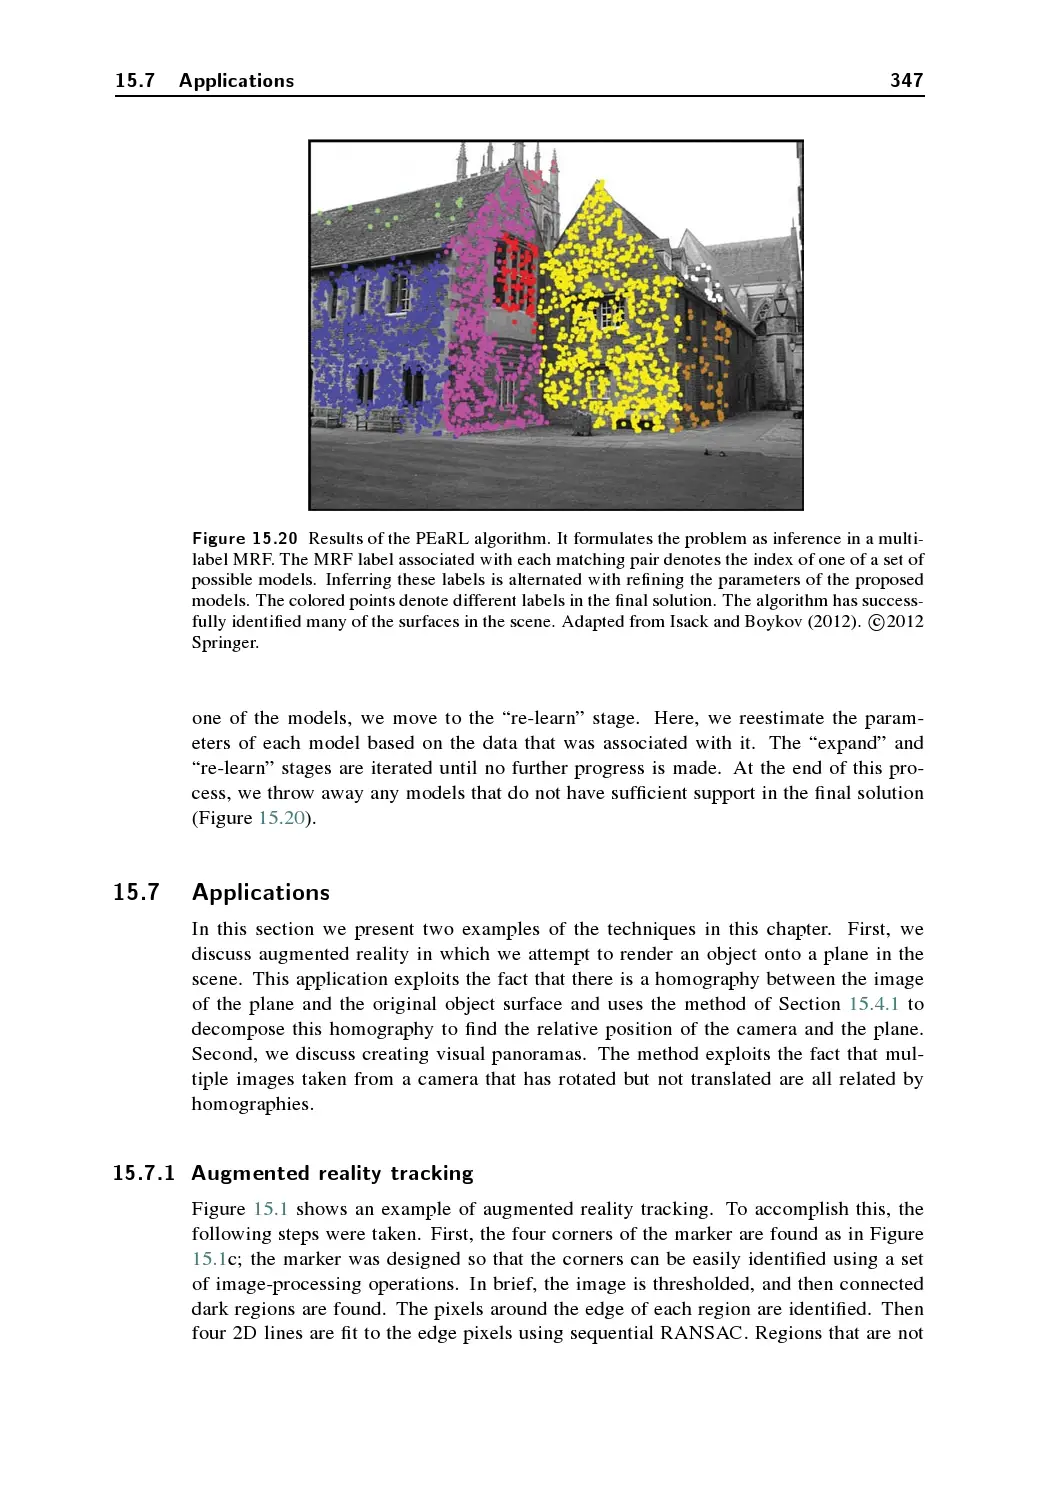 15.7 Applications 347
Figure 15.20 Results of the PEaRL algorithm. It formulates the problem as inference in a multi-
label MRF. The MRF label associated with each matching pair denotes the index of one of a set of
possible models. Inferring these labels is alternated with refining the parameters of the proposed
models. The colored points denote different labels in the final solution. The algorithm has success-
fully identified many of the surfaces in the scene. Adapted from Isack and Boykov (2012). ©2012
Springer.
one of the models, we move to the “re-learn” stage. Here, we reestimate the param-
eters of each model based on the data that was associated with it. The “expand” and
“re-learn” stages are iterated until no further progress is made. At the end of this pro-
cess, we throw away any models that do not have sufficient support in the final solution
(Figure 15.20).
15.7 Applications
In this section we present two examples of the techniques in this chapter. First, we
discuss augmented reality in which we attempt to render an object onto a plane in the
scene. This application exploits the fact that there is a homography between the image
of the plane and the original object surface and uses the method of Section 15.4.1 to
decompose this homography to find the relative position of the camera and the plane.
Second, we discuss creating visual panoramas. The method exploits the fact that mul-
tiple images taken from a camera that has rotated but not translated are all related by
homographies.
15.7.1 Augmented reality tracking
Figure 15.1 shows an example of augmented reality tracking. To accomplish this, the
following steps were taken. First, the four corners of the marker are found as in Figure
15.1c; the marker was designed so that the corners can be easily identified using a set
of image-processing operations. In brief, the image is thresholded, and then connected
dark regions are found. The pixels around the edge of each region are identified. Then
four 2D lines are fit to the edge pixels using sequential RANSAC. Regions that are not